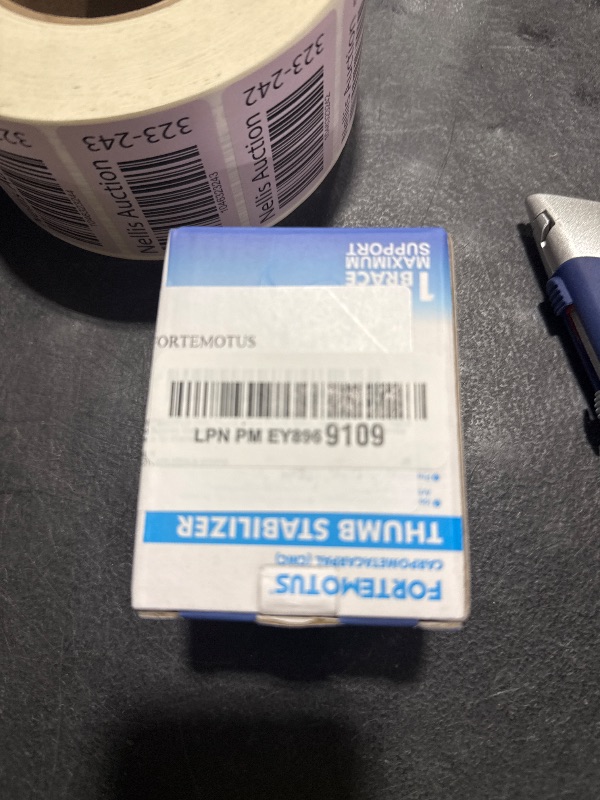 323-243
Nellis Auction
323-242
Nellis Auction
1 BRACE
MAXIMUM
SUPPORT
FORTEMOTUS
LPN PM EY896 9109
THUMB STABILIZER
CARPOMETACARPAL (CMC)
FORTEMOTUS